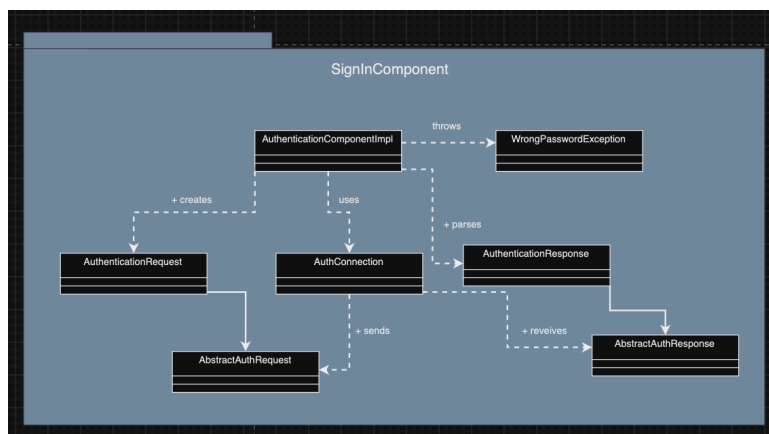 SignInComponent
throws
AuthenticationComponentImpl
WrongPasswordException
+ creates
uses
+ parses
AuthenticationRequest
AuthConnection
AuthenticationResponse
+ sends
+ reveives
AbstractAuthRequest
AbstractAuthResponse